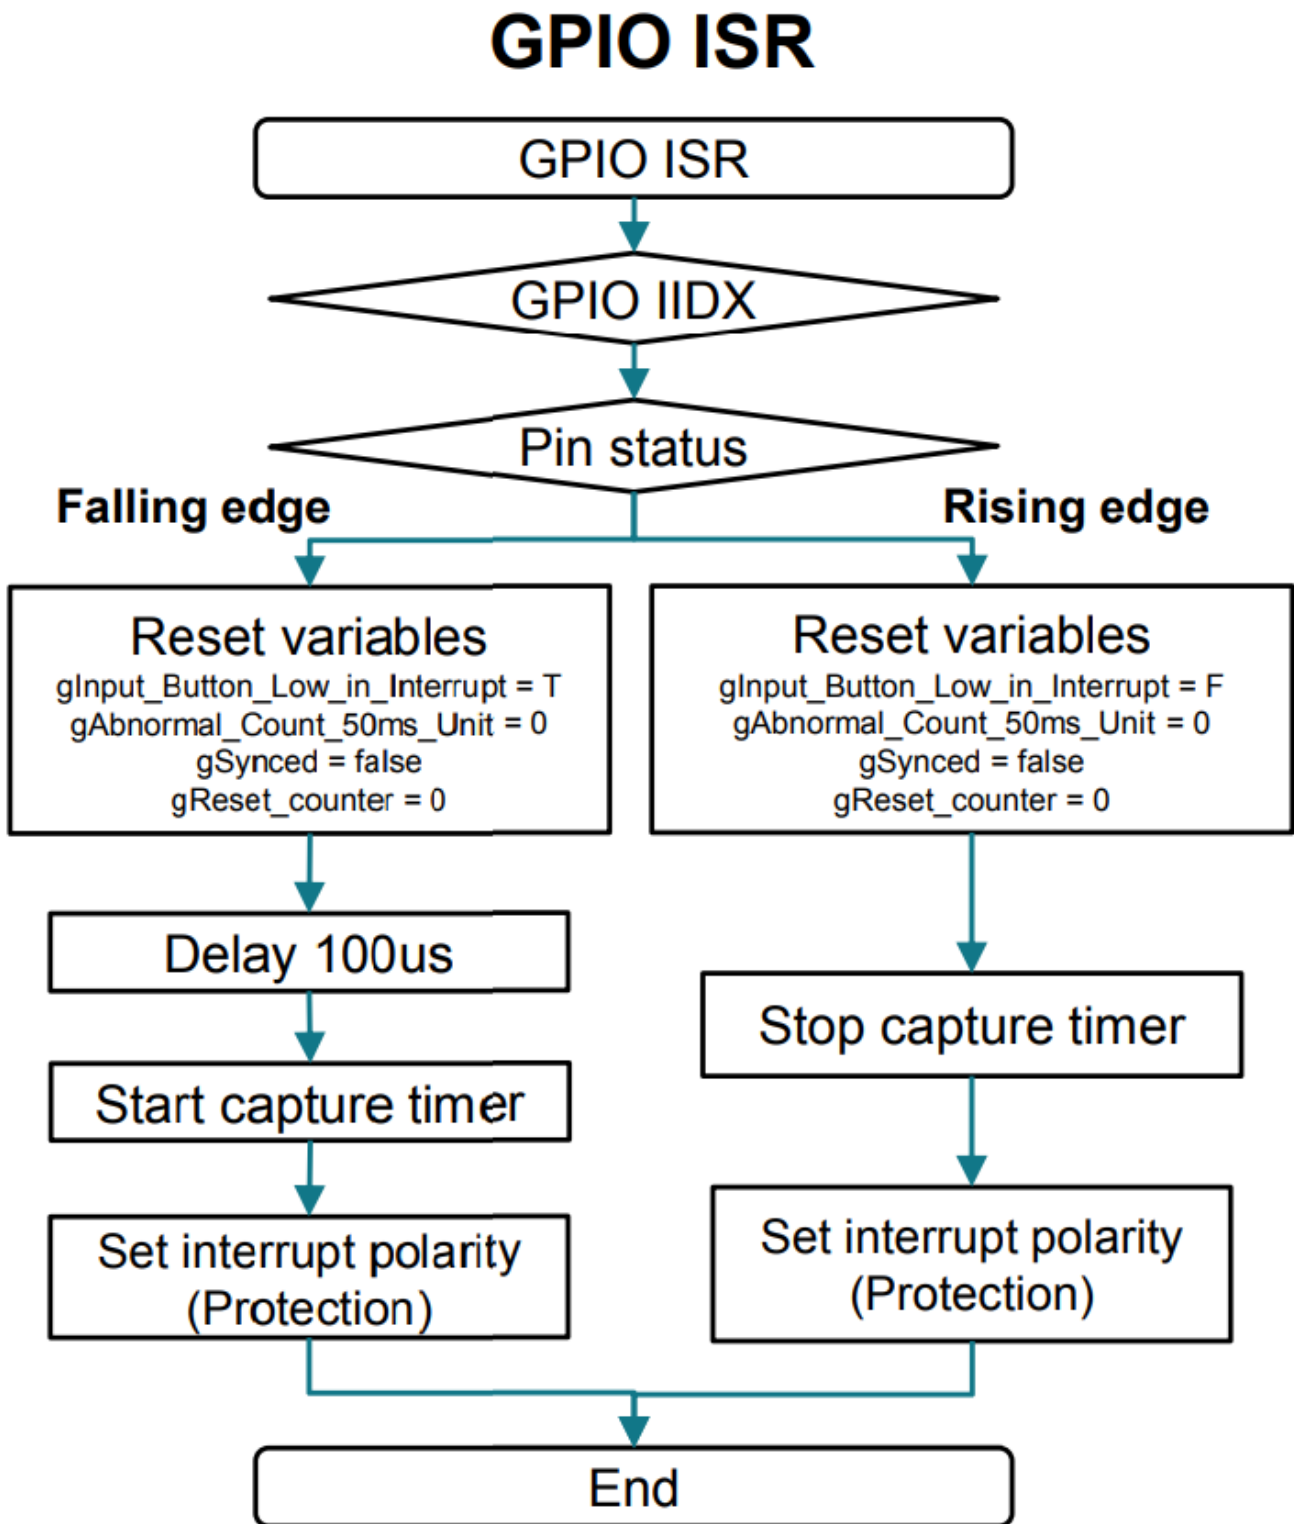 GPIO ISR
GPIO ISR
GPIO IIDX
Pin status
Falling edge
Rising edge
Reset variables
gInput_Button_Low_in_Interrupt = T
gAbnormal_Count_50ms_Unit = 0
gSynced = false
gReset_counter = 0
Reset variables
gInput_Button_Low_in_Interrupt = F
gAbnormal_Count_50ms_Unit = 0
gSynced = false
gReset_counter = 0
Delay 100us
Start capture timer
Set interrupt polarity
(Protection)
Stop capture timer
Set interrupt polarity
(Protection)
End